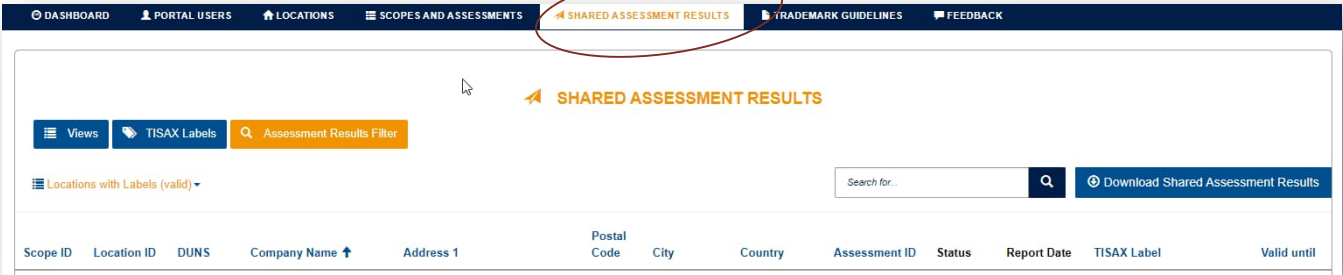 DASHBOARD PORTAL USERS LOCATIONS SCOPES AND ASSESSMENTS SHARED ASSESSMENT RESULTS TRADEMARK GUIDELINES FEEDBACK
SHARED ASSESSMENT RESULTS
Views TISAX Labels Assessment Results Filter
Locations with Labels (valid) Search for... Download Shared Assessment Results
Scope ID Location ID DUNS Company Name Address 1 Postal Code City Country Assessment ID Status Report Date TISAX Label Valid until